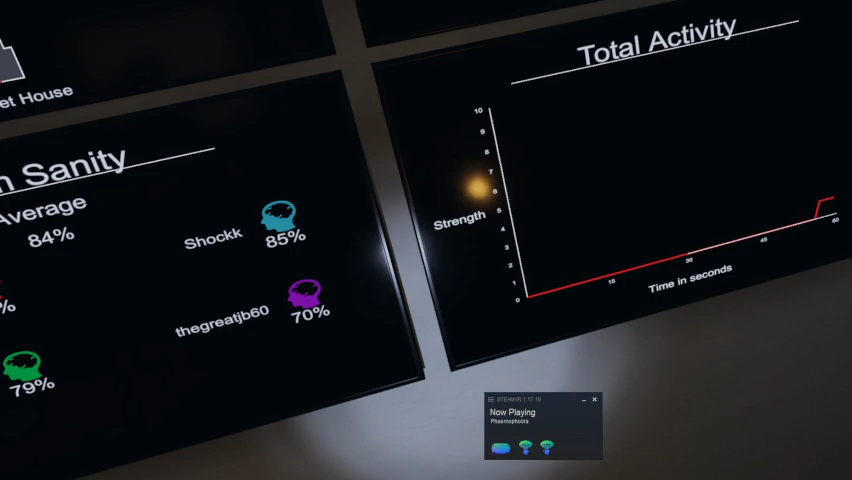 et House
n Sanity
Average
84%
Shockk
85%
%
thegreatjb60
70%
79%
Total Activity
10
9
8
7
6
5
4
3
2
1
0
Strength
15
30
45
60
Time in seconds
STEAMVR 1.17.16
Now Playing
Phasmophobia